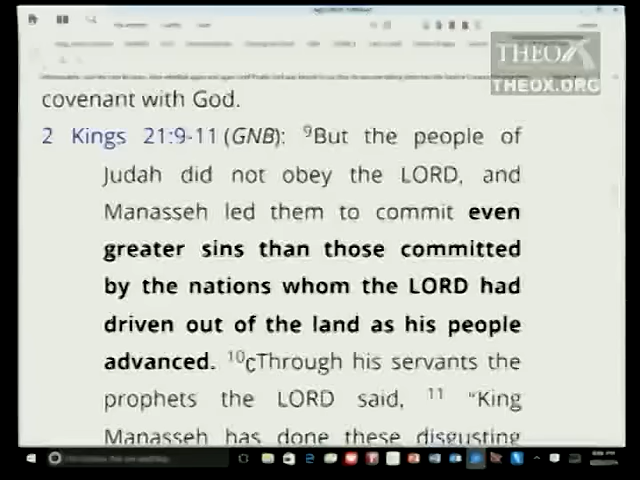 THEOX
THEOX.ORG
covenant with God.
2 Kings 21:9-11 (GNB): 9But the people of
Judah did not obey the LORD, and
Manasseh led them to commit even
greater sins than those committed
by the nations whom the LORD had
driven out of the land as his people
advanced. 10CThrough his servants the
prophets the LORD said, 11 “King
Manasseh has done these disgusting